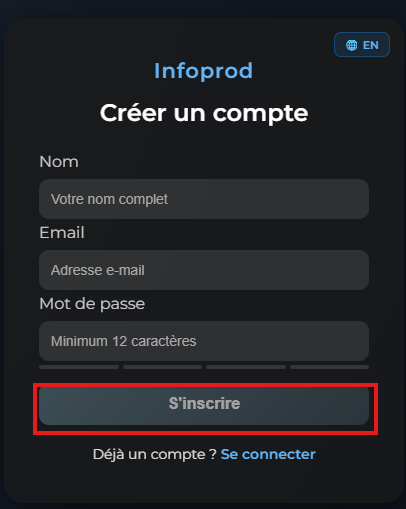 EN
Infoprod
Créer un compte
Nom
Votre nom complet
Email
Adresse e-mail
Mot de passe
Minimum 12 caractères
S'inscrire
Déjà un compte ? Se connecter